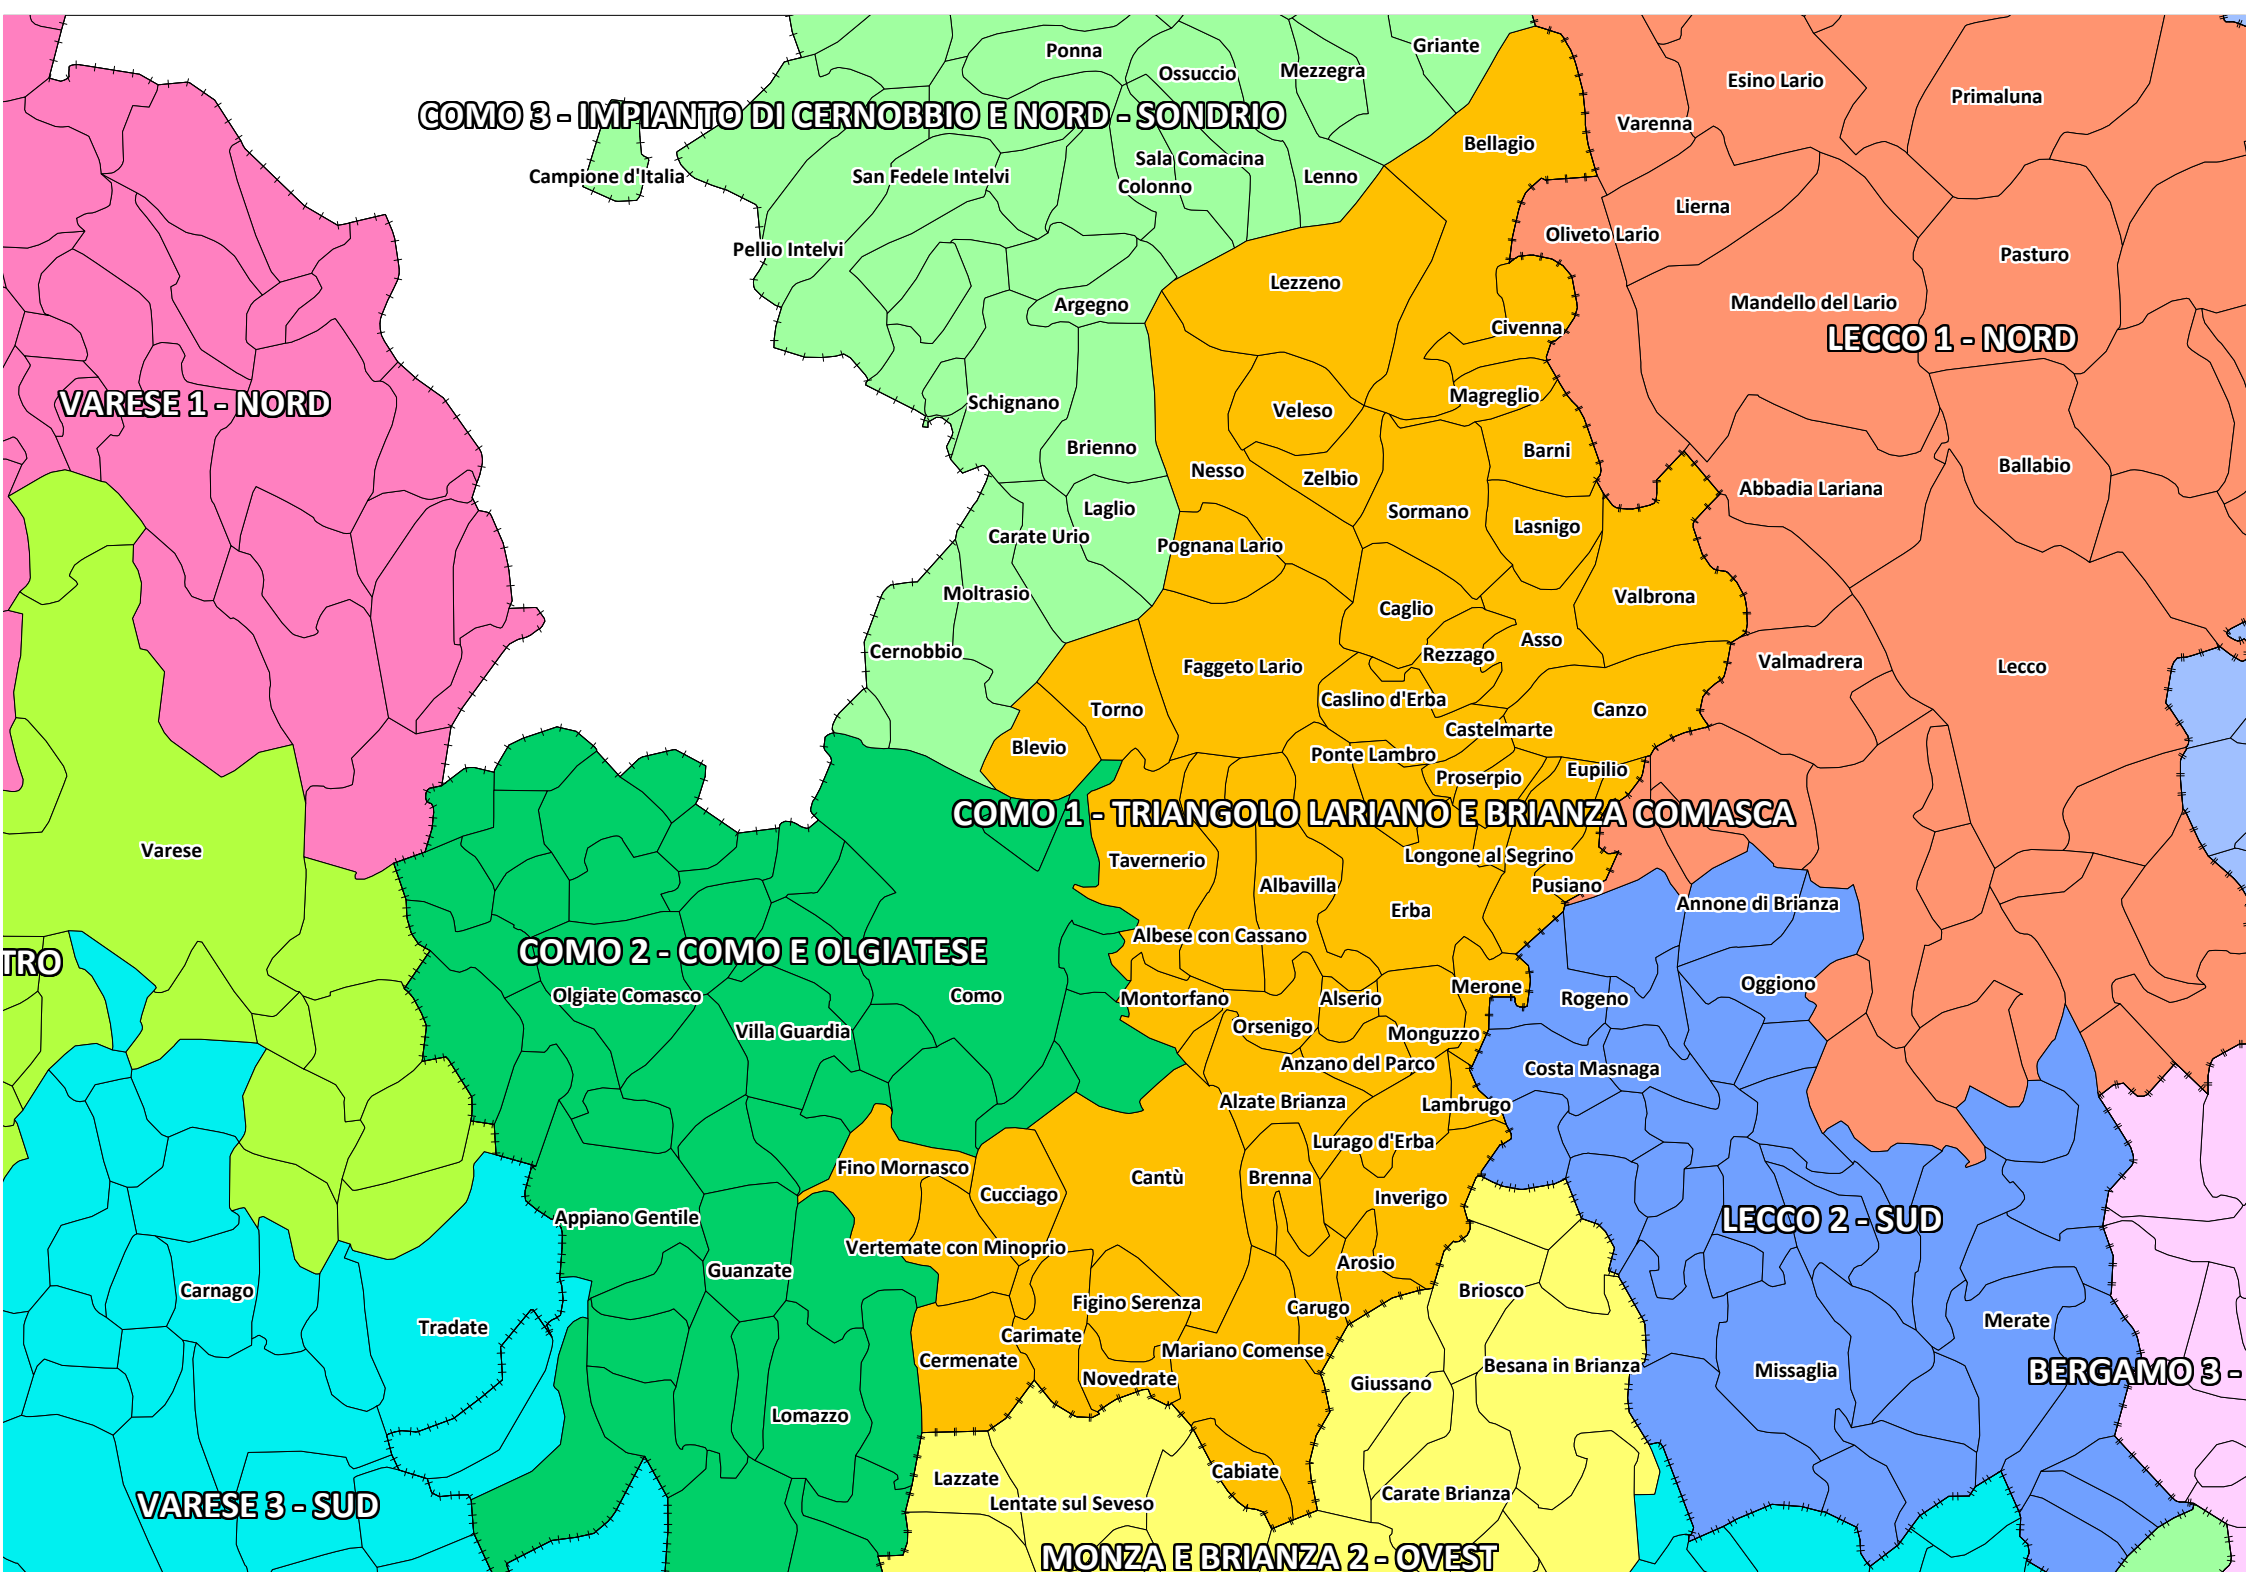 Ponna
Griante
Ossuccio
Mezzegra
Esino Lario
Primaluna
COMO 3 - IMPIANTO DI CERNOBBIO E NORD - SONDRIO
Varenna
Bellagio
Sala Comacina
Campione d'Italia
San Fedele Intelvi
Colonno
Lenno
Lierna
Oliveto Lario
Pellio Intelvi
Pasturo
Lezzeno
Argegno
Mandello del Lario
Civenna
LECCO 1 - NORD
VARESE 1 - NORD
Schignano
Veleso
Magreglio
Brienno
Barni
Nesso
Zelbio
Ballabio
Abbadia Lariana
Laglio
Sormano
Lasnigo
Carate Urio
Pognana Lario
Moltrasio
Valbrona
Caglio
Asso
Cernobbio
Rezzago
Faggeto Lario
Valmadrera
Lecco
Caslino d'Erba
Torno
Canzo
Castelmarte
Blevio
Ponte Lambro
Proserpio
Eupilio
COMO 1 - TRIANGOLO LARIANO E BRIANZA COMASCA
Varese
Tavernerio
Longone al Segrino
Albavilla
Pusiano
Erba
Annone di Brianza
Albese con Cassano
COMO 2 - COMO E OLGIATESE
TRO
Oggiono
Merone
Olgiate Comasco
Como
Montorfano
Alserio
Rogeno
Orsenigo
Villa Guardia
Monguzzo
Anzano del Parco
Costa Masnaga
Alzate Brianza
Lambrugo
Lurago d'Erba
Fino Mornasco
Cantù
Brenna
Cucciago
Inverigo
Appiano Gentile
LECCO 2 - SUD
Vertemate con Minoprio
Arosio
Guanzate
Carnago
Briosco
Figino Serenza
Carugo
Merate
Tradate
Carimate
Mariano Comense
Cermenate
Besana in Brianza
Missaglia
BERGAMO 3 -
Novedrate
Giussano
Lomazzo
Cabiate
Lazzate
Carate Brianza
Lentate sul Seveso
VARESE 3 - SUD
MONZA E BRIANZA 2 - OVEST